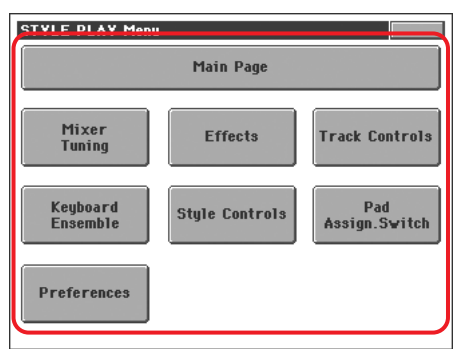 STYLE PLAY Menu
Main Page
Mixer
Tuning
Effects
Track Controls
Keyboard
Ensemble
Style Controls
Pad
Assign.Switch
Preferences